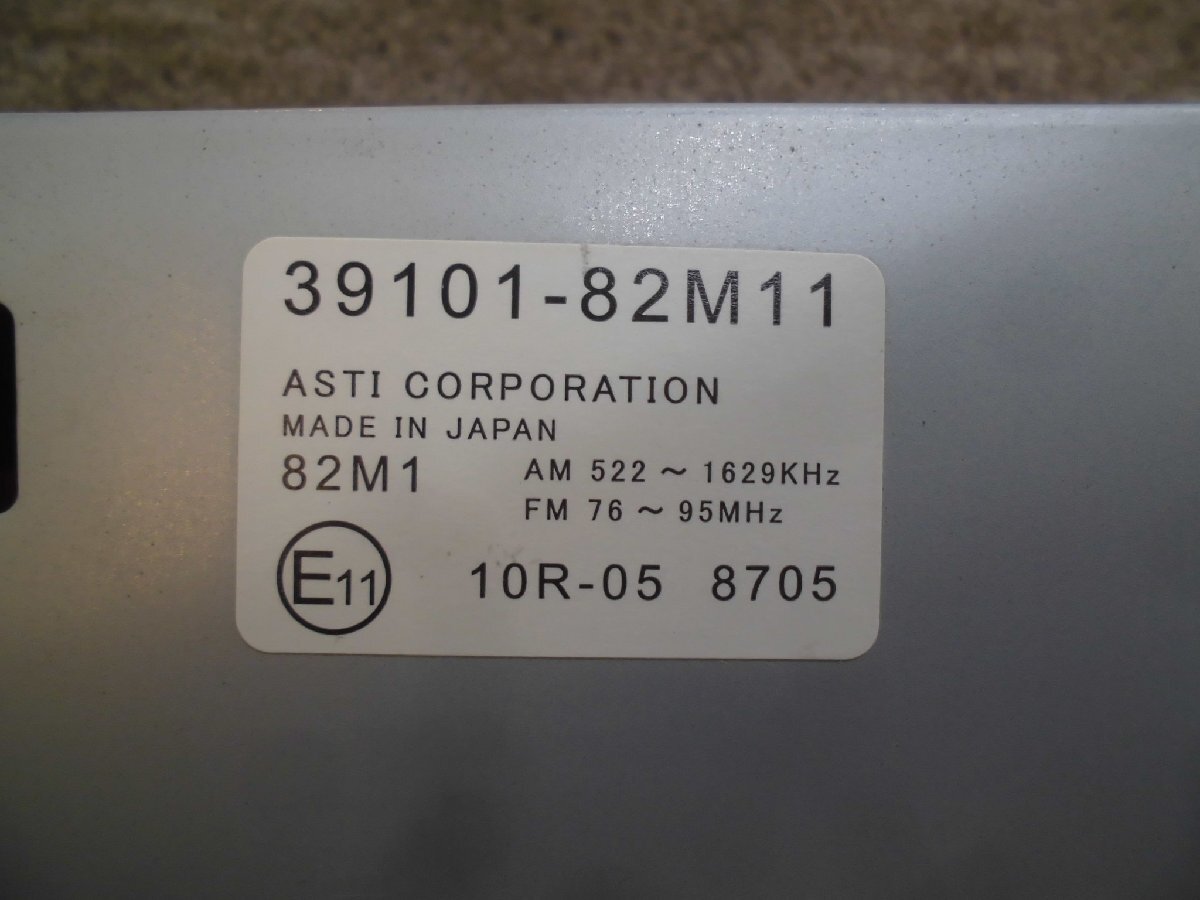 39101-82M11
ASTI CORPORATION
MADE IN JAPAN
82M1 AM 522 ～ 1629KHz
FM 76 ～ 95MHz
E11 10R-05 8705